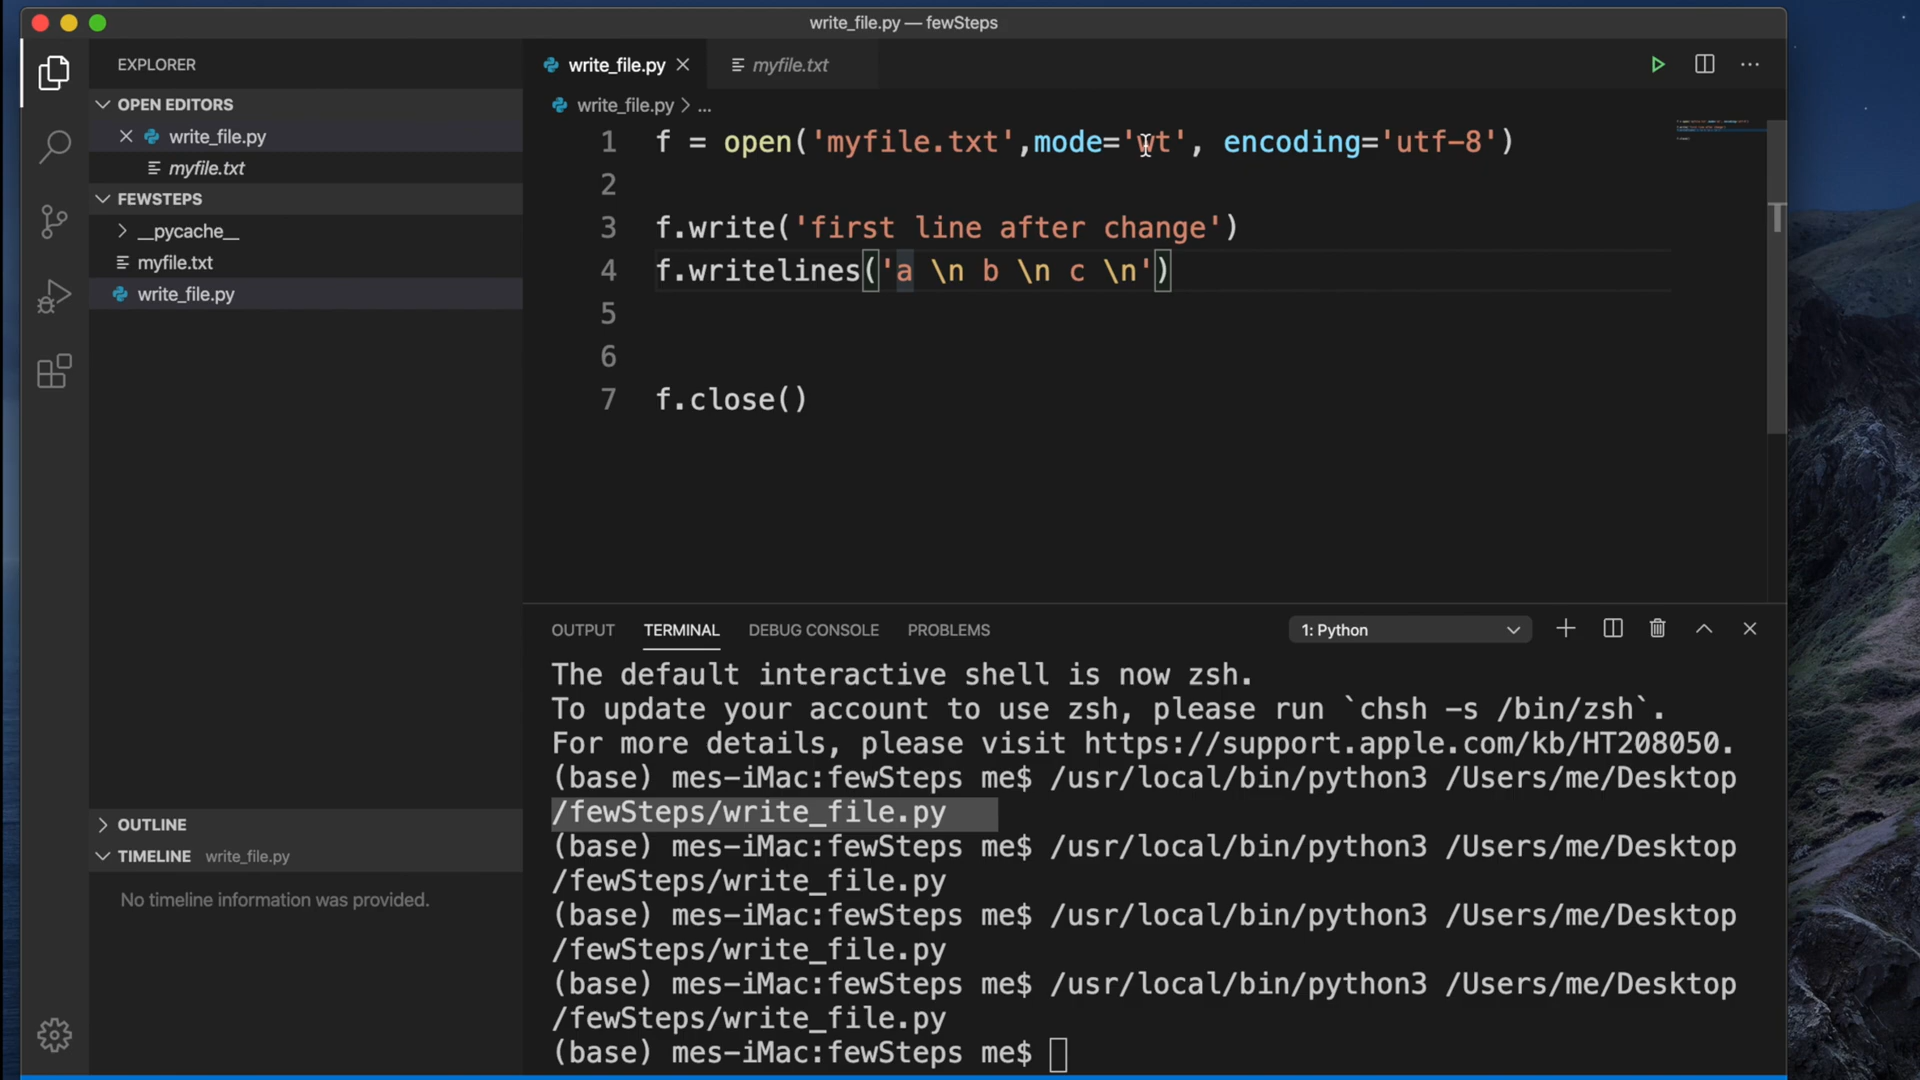 write_file.py — fewSteps
EXPLORER
OPEN EDITORS
write_file.py
myfile.txt
FEWSTEPS
__pycache__
myfile.txt
write_file.py
OUTLINE
TIMELINE write_file.py
No timeline information was provided.
write_file.py
myfile.txt
write_file.py > ...
1 f = open('myfile.txt',mode='wt', encoding='utf-8')
2
3 f.write('first line after change')
4 f.writelines('a \n b \n c \n')
5
6
7 f.close()
OUTPUT TERMINAL DEBUG CONSOLE PROBLEMS 1: Python
The default interactive shell is now zsh.
To update your account to use zsh, please run `chsh -s /bin/zsh`.
For more details, please visit https://support.apple.com/kb/HT208050.
(base) mes-iMac:fewSteps me$ /usr/local/bin/python3 /Users/me/Desktop
/fewSteps/write_file.py
(base) mes-iMac:fewSteps me$ /usr/local/bin/python3 /Users/me/Desktop
/fewSteps/write_file.py
(base) mes-iMac:fewSteps me$ /usr/local/bin/python3 /Users/me/Desktop
/fewSteps/write_file.py
(base) mes-iMac:fewSteps me$ /usr/local/bin/python3 /Users/me/Desktop
/fewSteps/write_file.py
(base) mes-iMac:fewSteps me$